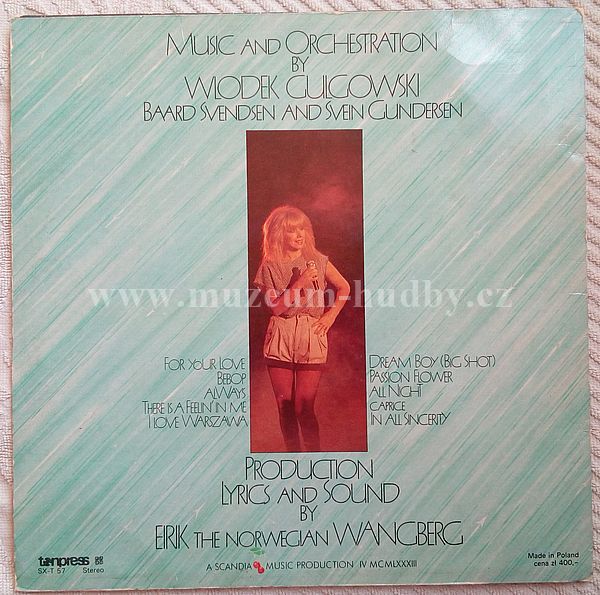 MUSIC AND ORCHESTRATION
BY
WLODEK GULGOWSKI
BAARD SVENDSEN AND SVEIN GUNDERSEN
www.muzeum-hudby.cz
FOR YOUR LOVE
BEBOP
ALWAYS
THERE IS A FEELIN' IN ME
I LOVE WARSZAWA
DREAM BOY (BIG SHOT)
PASSION FLOWER
ALL NIGHT
CAPRICE
IN ALL SINCERITY
PRODUCTION
LYRICS AND SOUND
BY
EIRIK THE NORWEGIAN WANGBERG
tonpress
SX-T 57 Stereo
A SCANDIA MUSIC PRODUCTION IV MCMLXXXIII
Made in Poland
cena zł 400,-